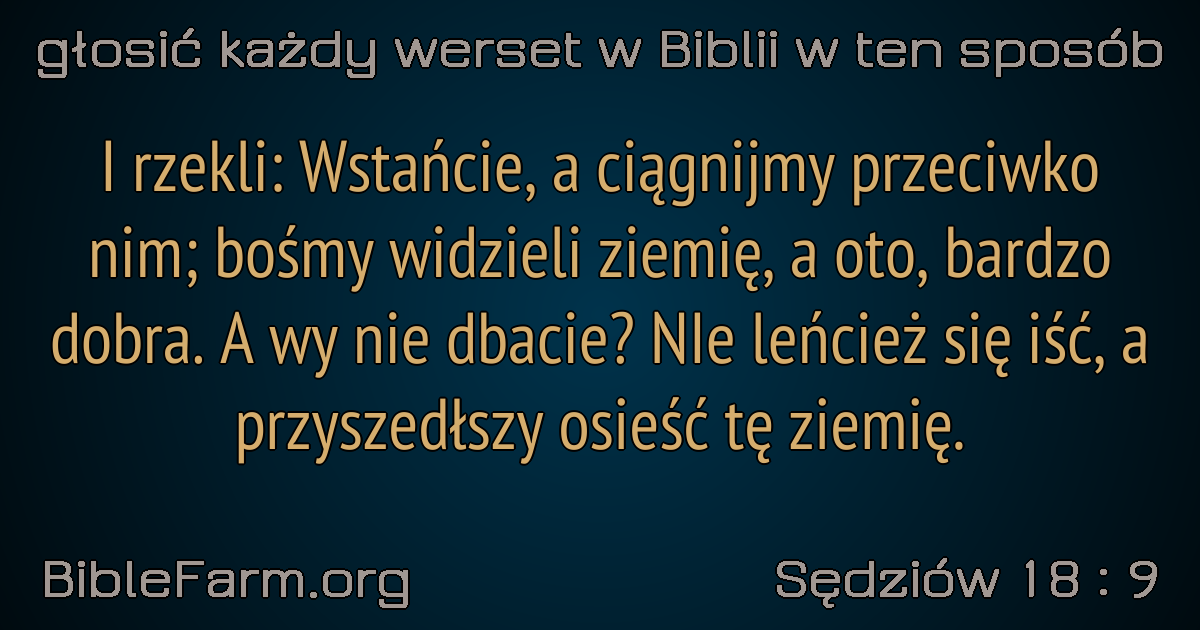 głosić każdy werset w Biblii w ten sposób
I rzekli: Wstańcie, a ciągnijmy przeciwko
nim; bośmy widzieli ziemię, a oto, bardzo
dobra. A wy nie dbacie? NIe leńcież się iść, a
przyszedłszy osieść tę ziemię.
BibleFarm.org
Sędziów 18 : 9